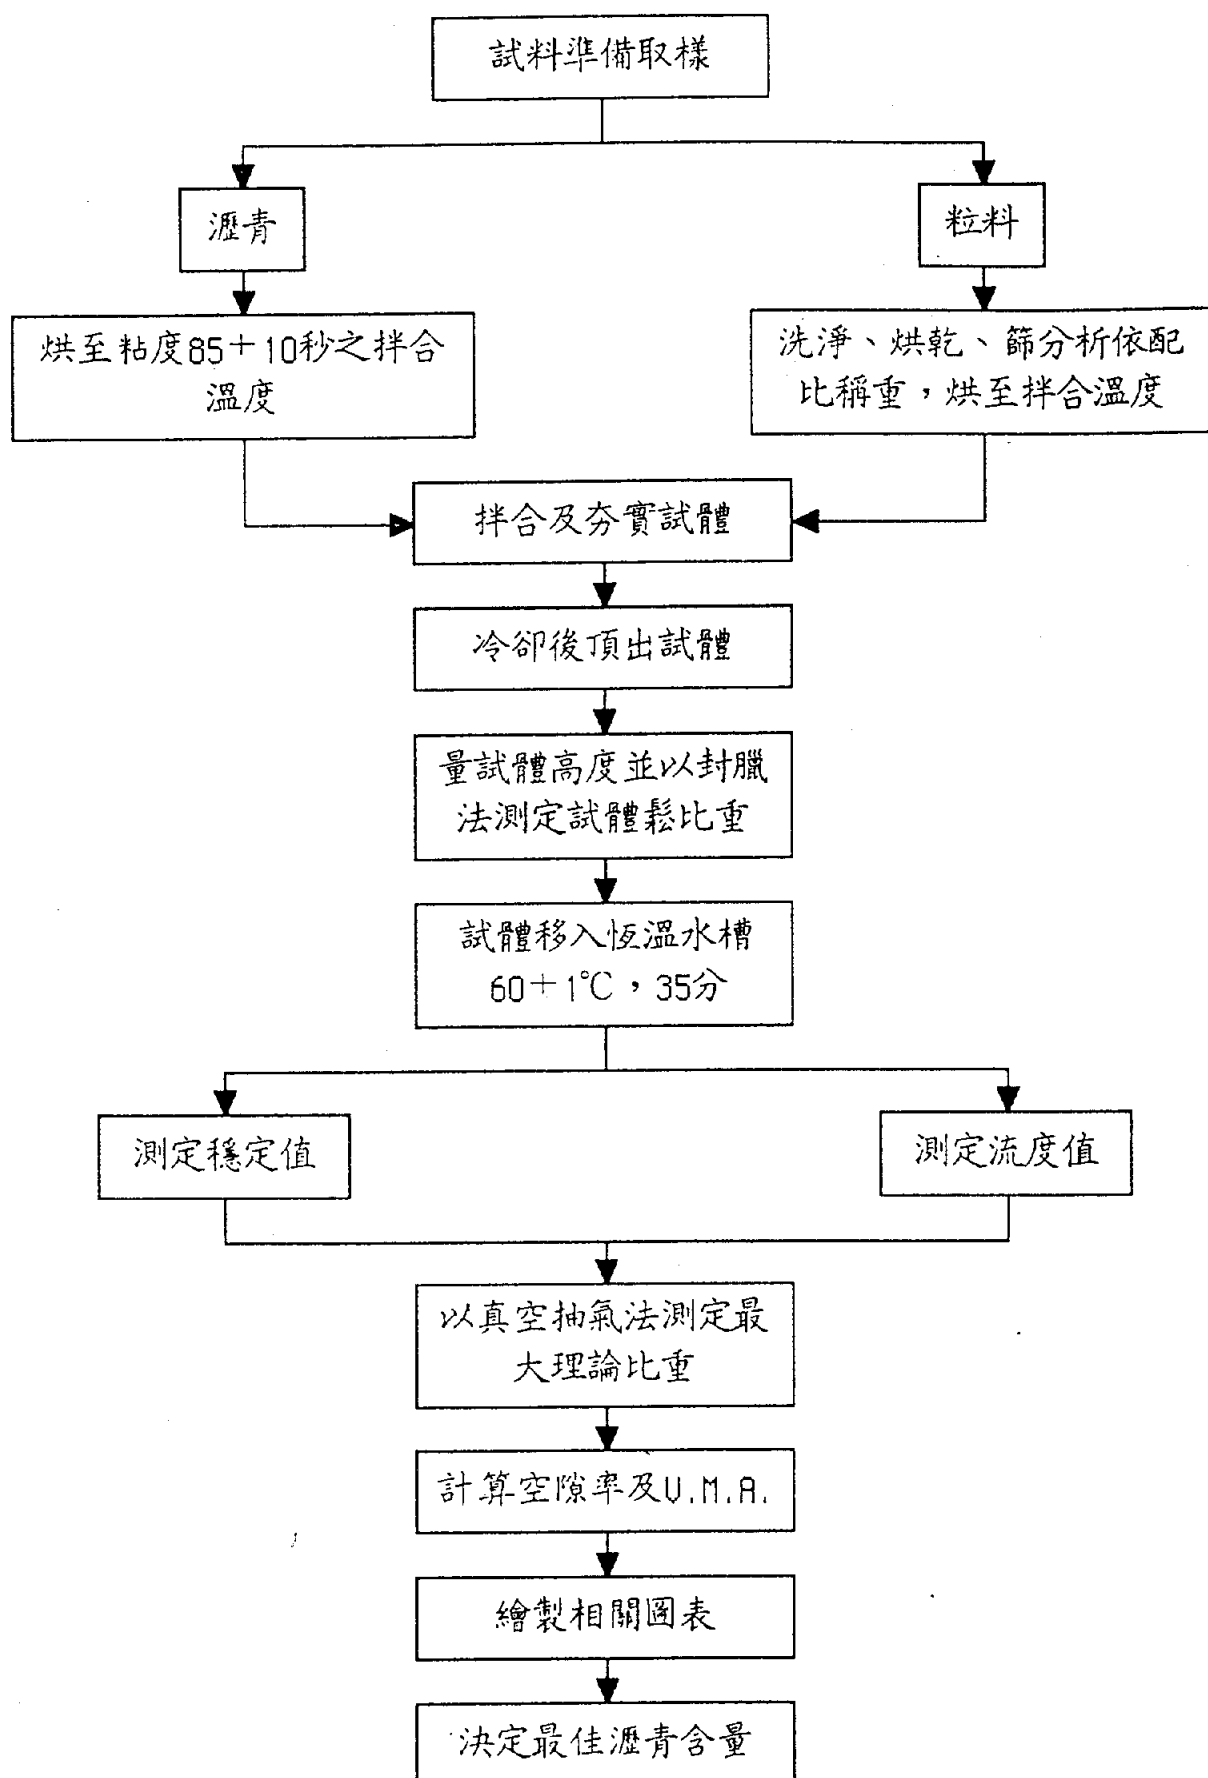 試料準備取樣
瀝青
粒料
烘至粘度85+10秒之拌合
溫度
洗淨、烘乾、篩分析依配
比稱重，烘至拌合溫度
拌合及夯實試體
冷卻後頂出試體
量試體高度並以封臘
法測定試體鬆比重
試體移入恆溫水槽
60+1℃，35分
測定穩定值
測定流度值
以真空抽氣法測定最
大理論比重
計算空隙率及V.M.A.
繪製相關圖表
決定最佳瀝青含量